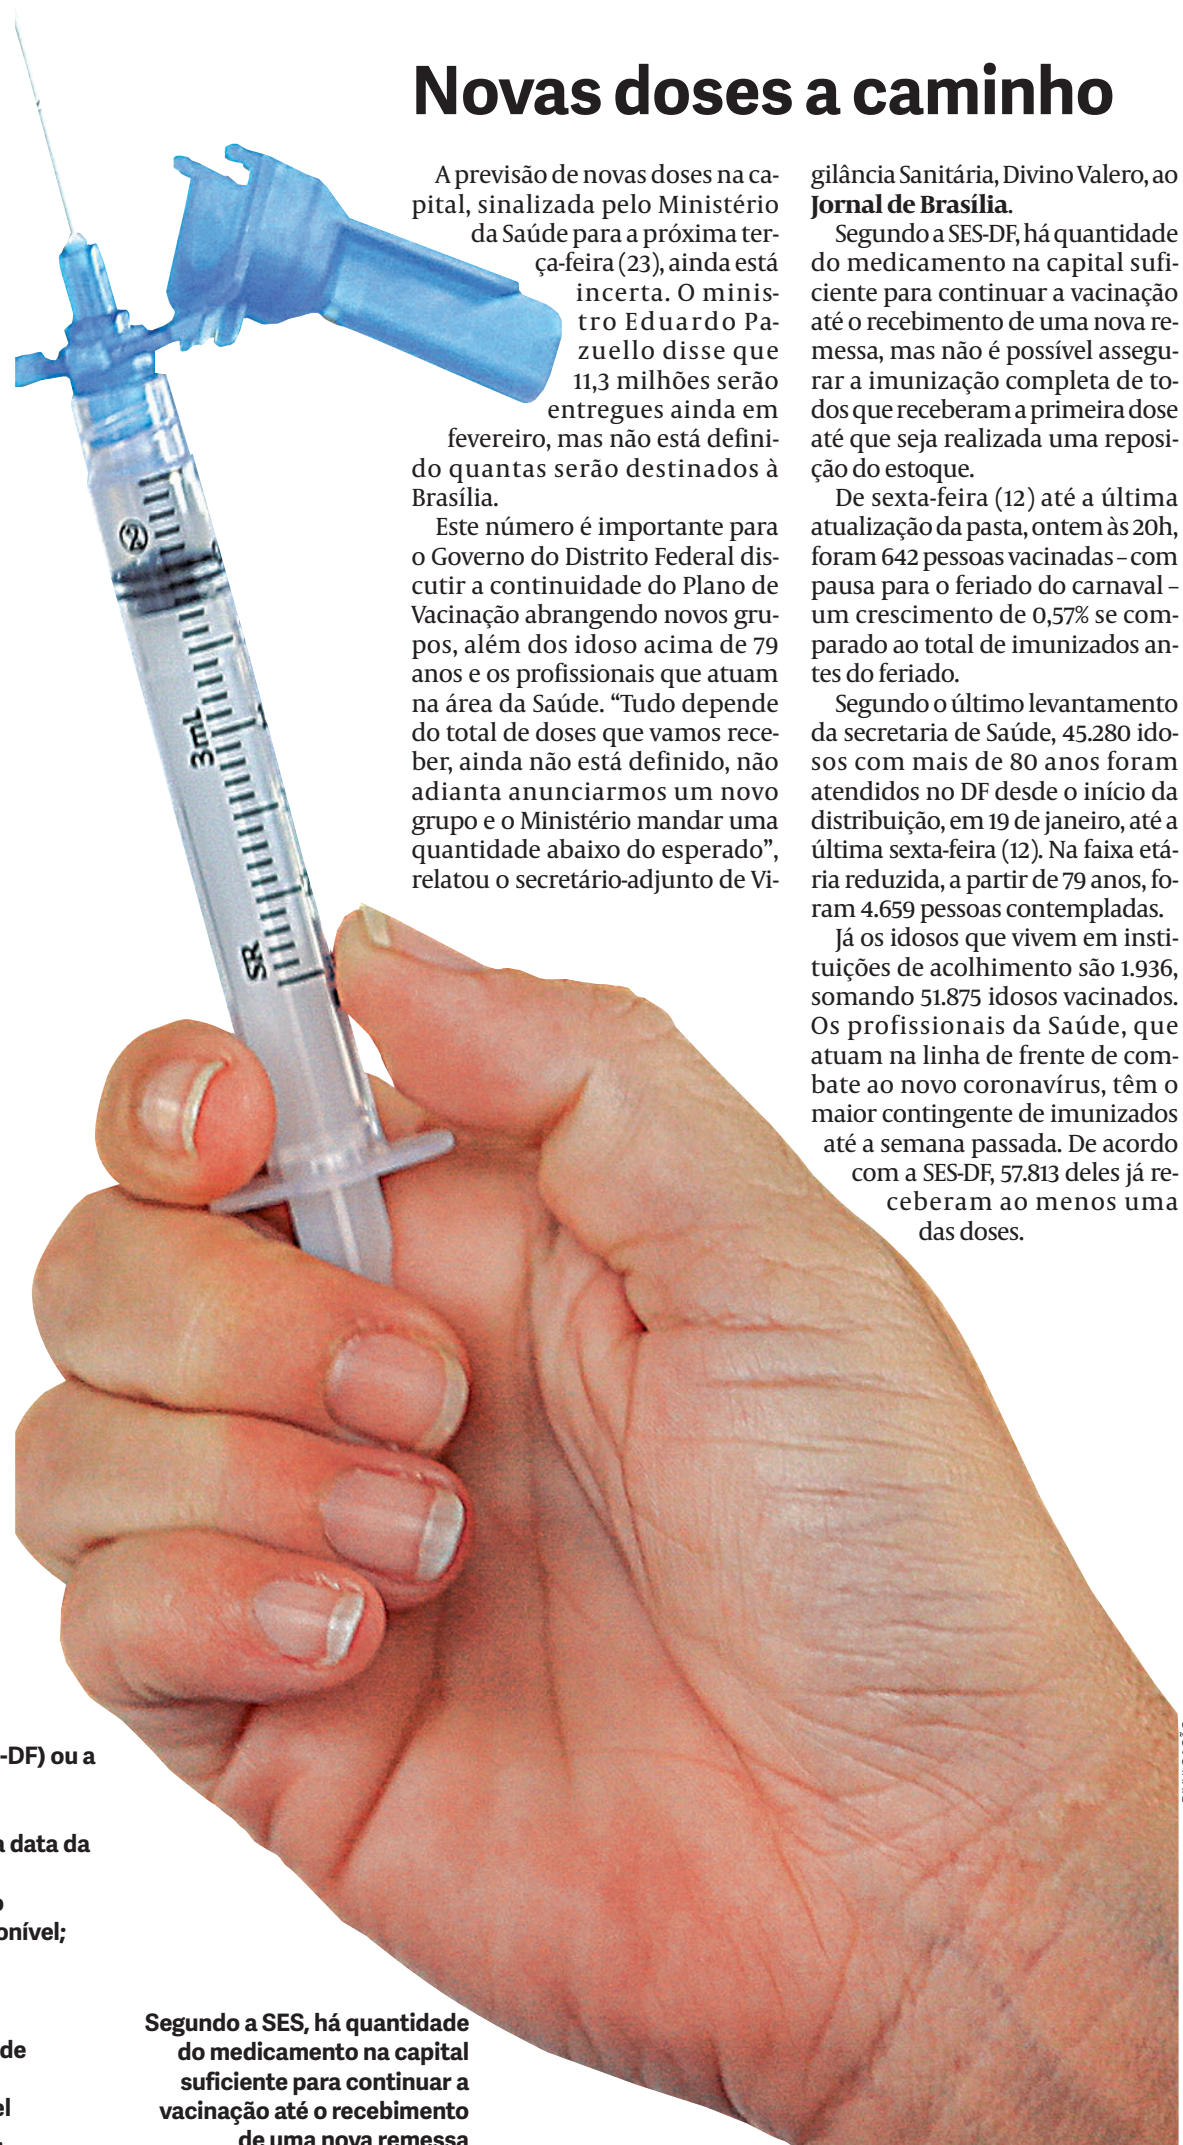 Novas doses a caminho
A previsão de novas doses na ca-
pital, sinalizada pelo Ministério
da Saúde para a próxima ter-
ça-feira (23), ainda está
incerta. O minis-
tro Eduardo Pa-
zuello disse que
11,3 milhões serão
entregues ainda em
fevereiro, mas não está defini-
do quantas serão destinados à
Brasília.
Este número é importante para
o Governo do Distrito Federal dis-
cutir a continuidade do Plano de
Vacinação abrangendo novos gru-
pos, além dos idoso acima de 79
anos e os profissionais que atuam
na área da Saúde. “Tudo depende
do total de doses que vamos rece-
ber, ainda não está definido, não
adianta anunciarmos um novo
grupo e o Ministério mandar uma
quantidade abaixo do esperado”,
relatou o secretário-adjunto de Vi-
gilância Sanitária, Divino Valero, ao
Jornal de Brasília.
Segundo a SES-DF, há quantidade
do medicamento na capital sufi-
ciente para continuar a vacinação
até o recebimento de uma nova re-
messa, mas não é possível assegu-
rar a imunização completa de to-
dos que receberam a primeira dose
até que seja realizada uma reposi-
ção do estoque.
De sexta-feira (12) até a última
atualização da pasta, ontem às 20h,
foram 642 pessoas vacinadas – com
pausa para o feriado do carnaval –
um crescimento de 0,57% se com-
parado ao total de imunizados an-
tes do feriado.
Segundo o último levantamento
da secretaria de Saúde, 45.280 ido-
sos com mais de 80 anos foram
atendidos no DF desde o início da
distribuição, em 19 de janeiro, até a
última sexta-feira (12). Na faixa etá-
ria reduzida, a partir de 79 anos, fo-
ram 4.659 pessoas contempladas.
Já os idosos que vivem em insti-
tuições de acolhimento são 1.936,
somando 51.875 idosos vacinados.
Os profissionais da Saúde, que
atuam na linha de frente de com-
bate ao novo coronavírus, têm o
maior contingente de imunizados
até a semana passada. De acordo
com a SES-DF, 57.813 deles já re-
ceberam ao menos uma
das doses.
2
3mL
SR
-DF) ou a
a data da
onível;
de
el
Segundo a SES, há quantidade
do medicamento na capital
suficiente para continuar a
vacinação até o recebimento
de uma nova remessa